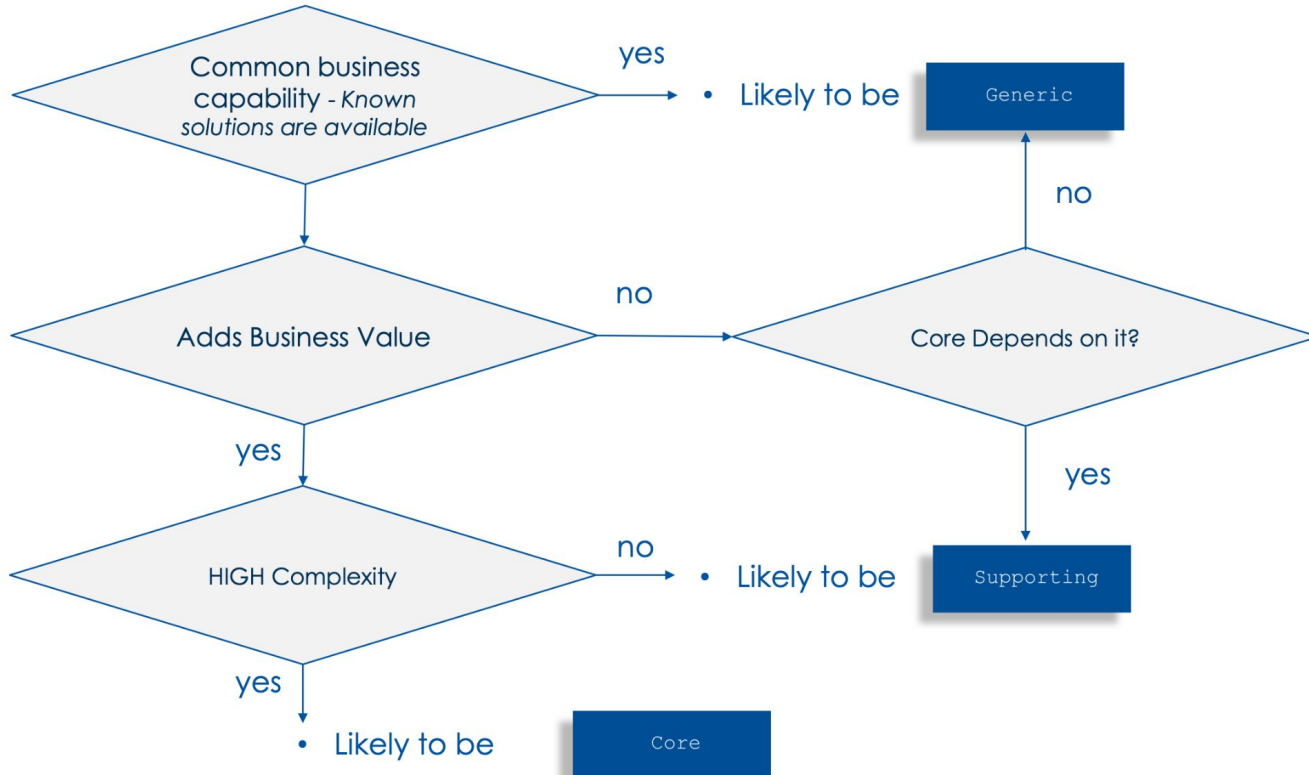 yes
Common business
capability - Known
solutions are available
• Likely to be
Generic
no
Adds Business Value
no
Core Depends on it?
yes
yes
HIGH Complexity
no
• Likely to be
Supporting
yes
• Likely to be
Core